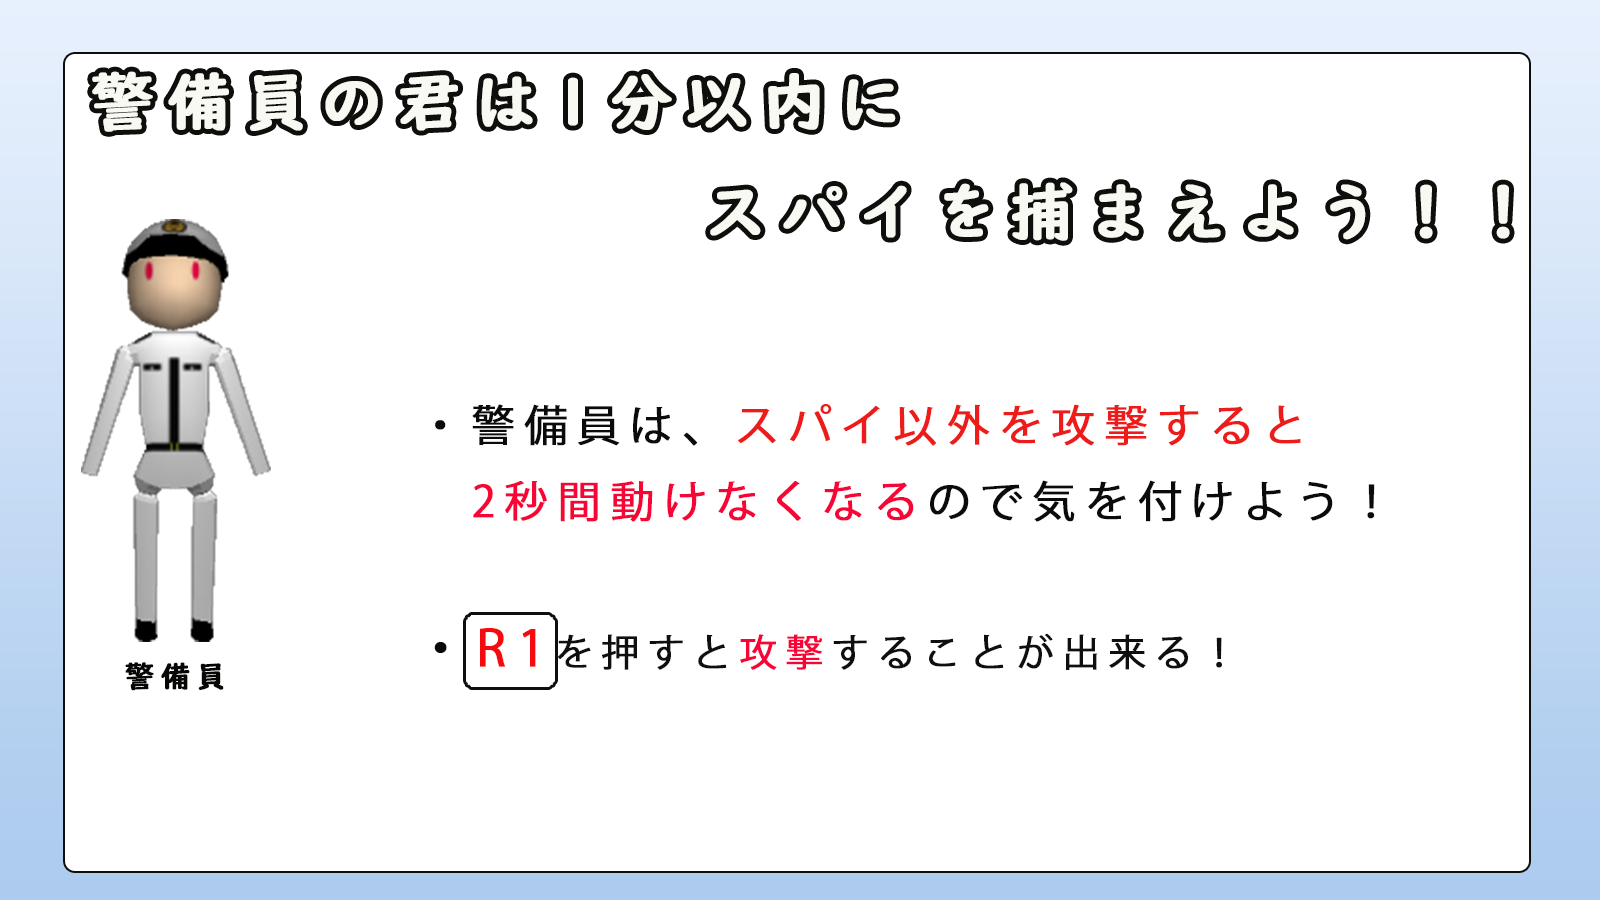 警備員の君は1分以内に
スパイを捕まえよう！！
・警備員は、スパイ以外を攻撃すると
2秒間動けなくなるので気を付けよう！
・R1を押すと攻撃することが出来る！
警備員